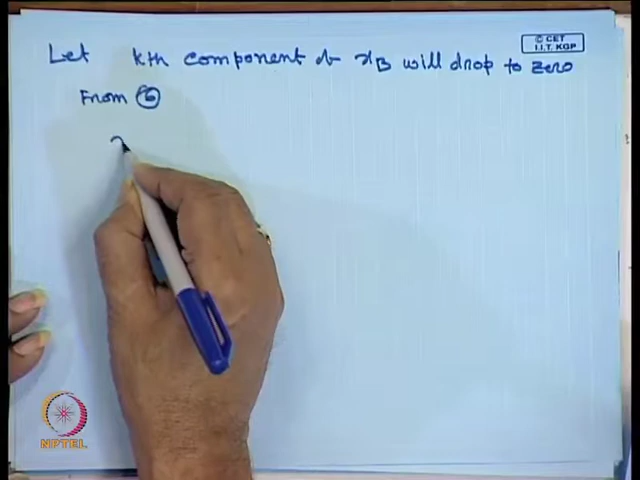 © CET
I.I.T. KGP
Let kth component of xB will drop to zero
From ⑥
NPTEL